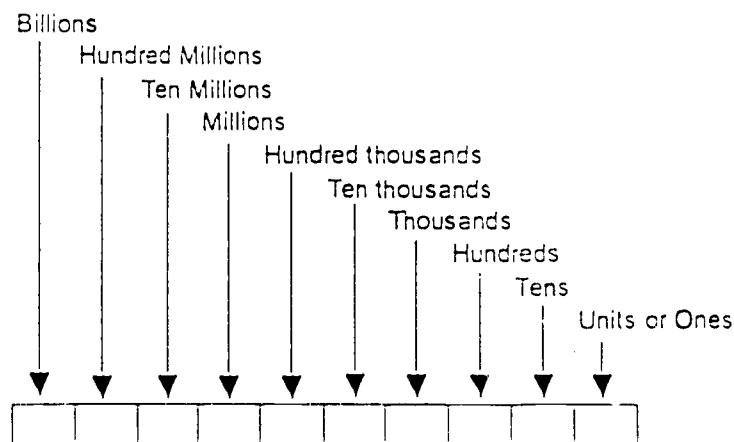 Billions
Hundred Millions
Ten Millions
Millions
Hundred thousands
Ten thousands
Thousands
Hundreds
Tens
Units or Ones